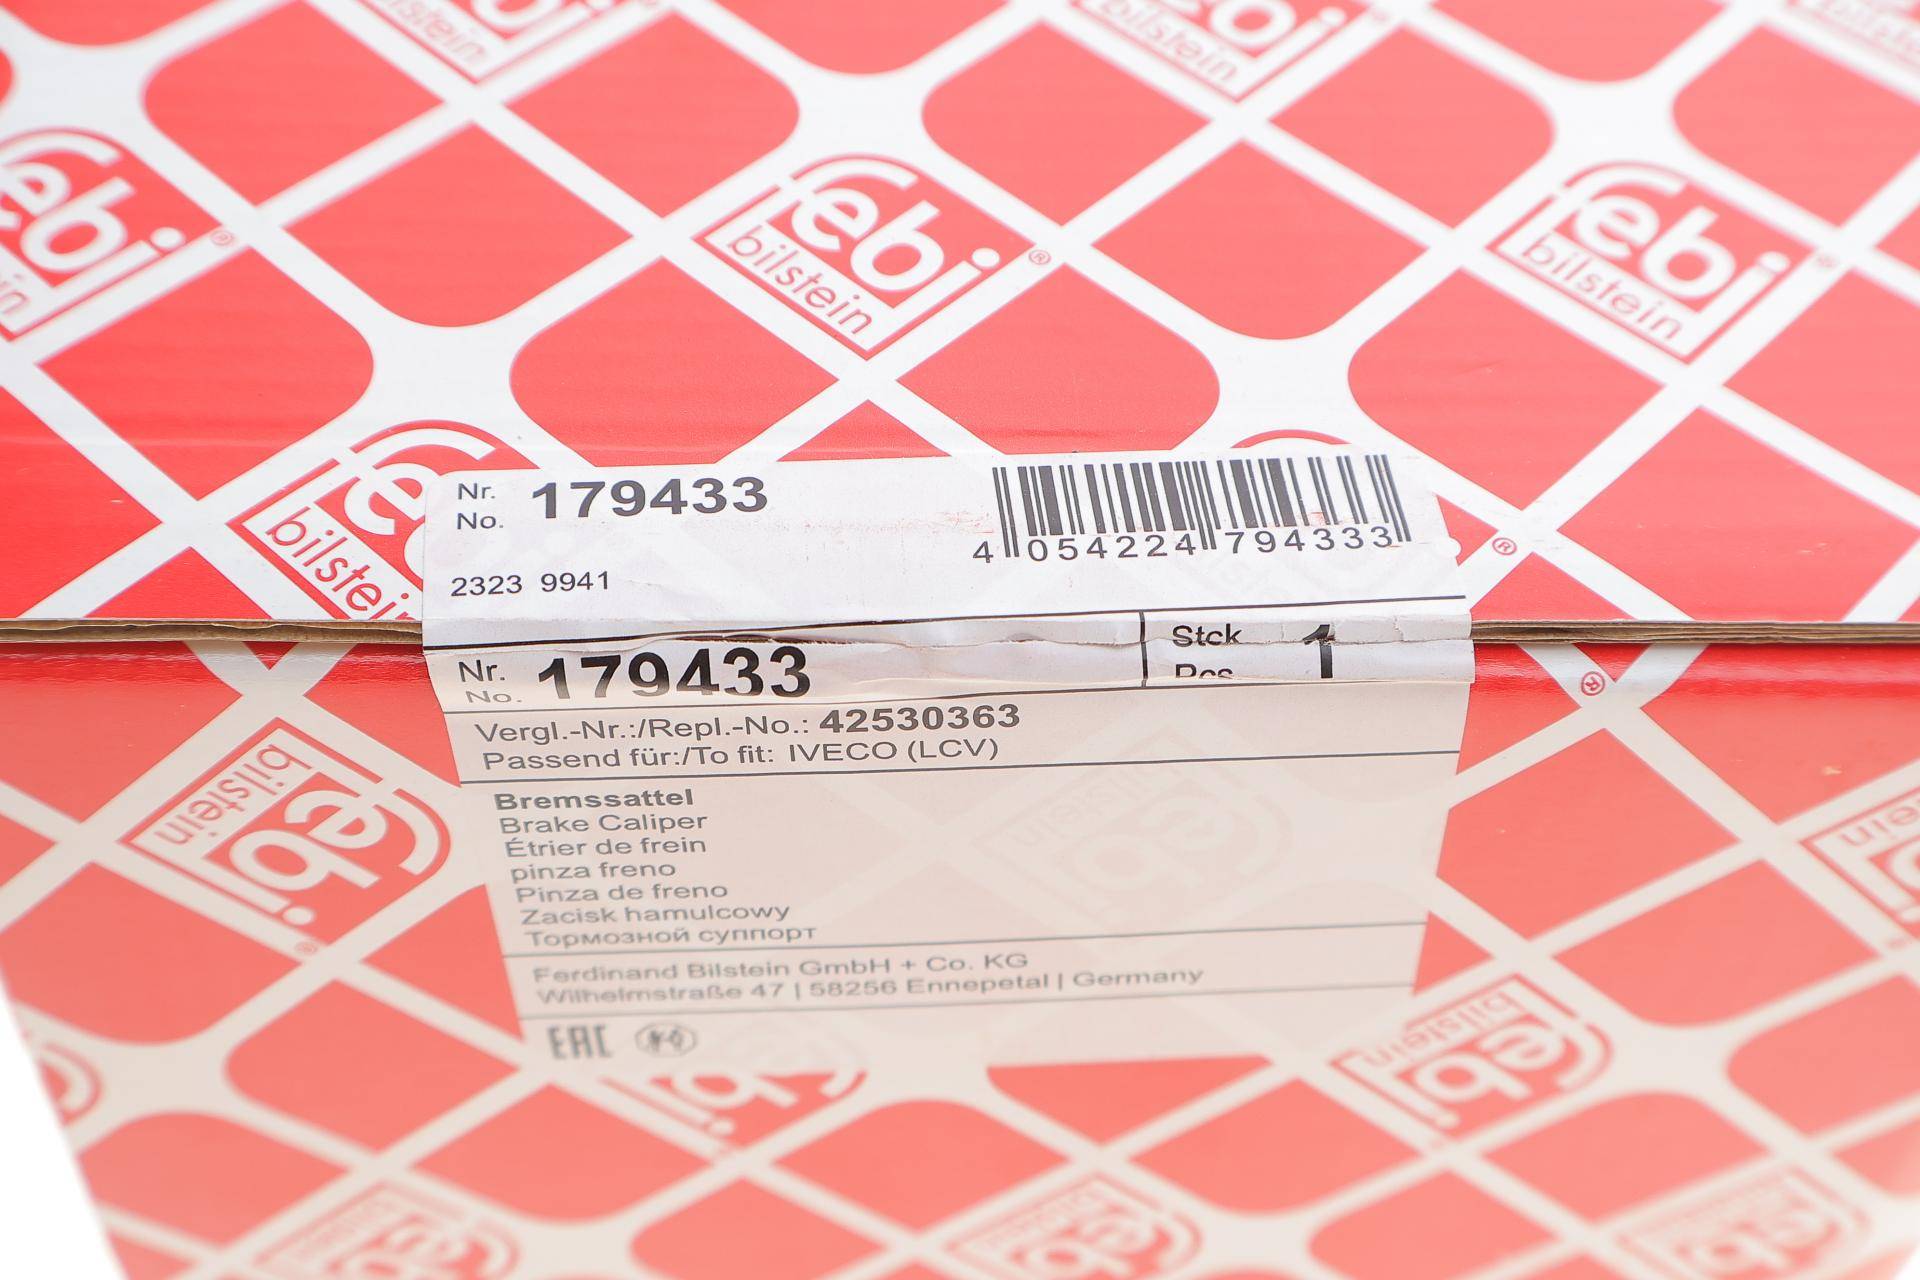 febi
bilstein
Nr.
No.
179433
4 054224 794333
2323 9941
Nr.
No.
179433
Stck
Pcs
1
Vergl.-Nr.:/Repl.-No.: 42530363
Passend für:/To fit: IVECO (LCV)
Bremssattel
Brake Caliper
Étrier de frein
pinza freno
Pinza de freno
Zacisk hamulcowy
Тормозной суппорт
Ferdinand Bilstein GmbH + Co. KG
Wilhelmstraße 47 | 58256 Ennepetal | Germany
EAC